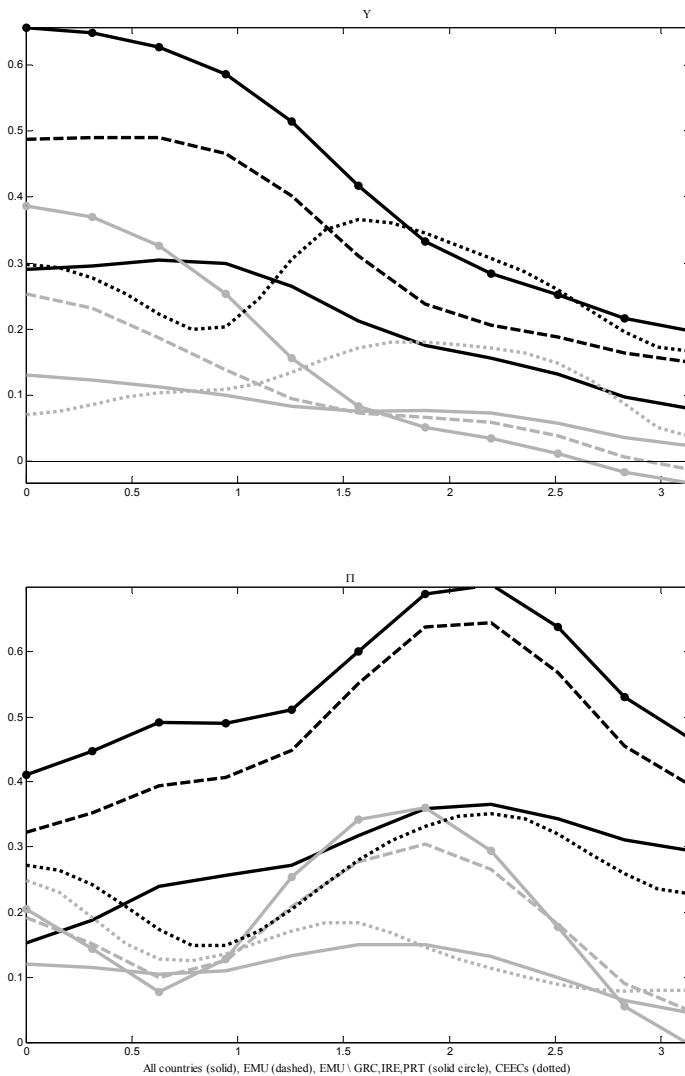 Y
0.6
0.5
0.4
0.3
0.2
0.1
0
0 0.5 1 1.5 2 2.5 3
Π
0.6
0.5
0.4
0.3
0.2
0.1
0
0 0.5 1 1.5 2 2.5 3
All countries (solid), EMU (dashed), EMU \ GRC,IRE,PRT (solid circle), CEECs (dotted)